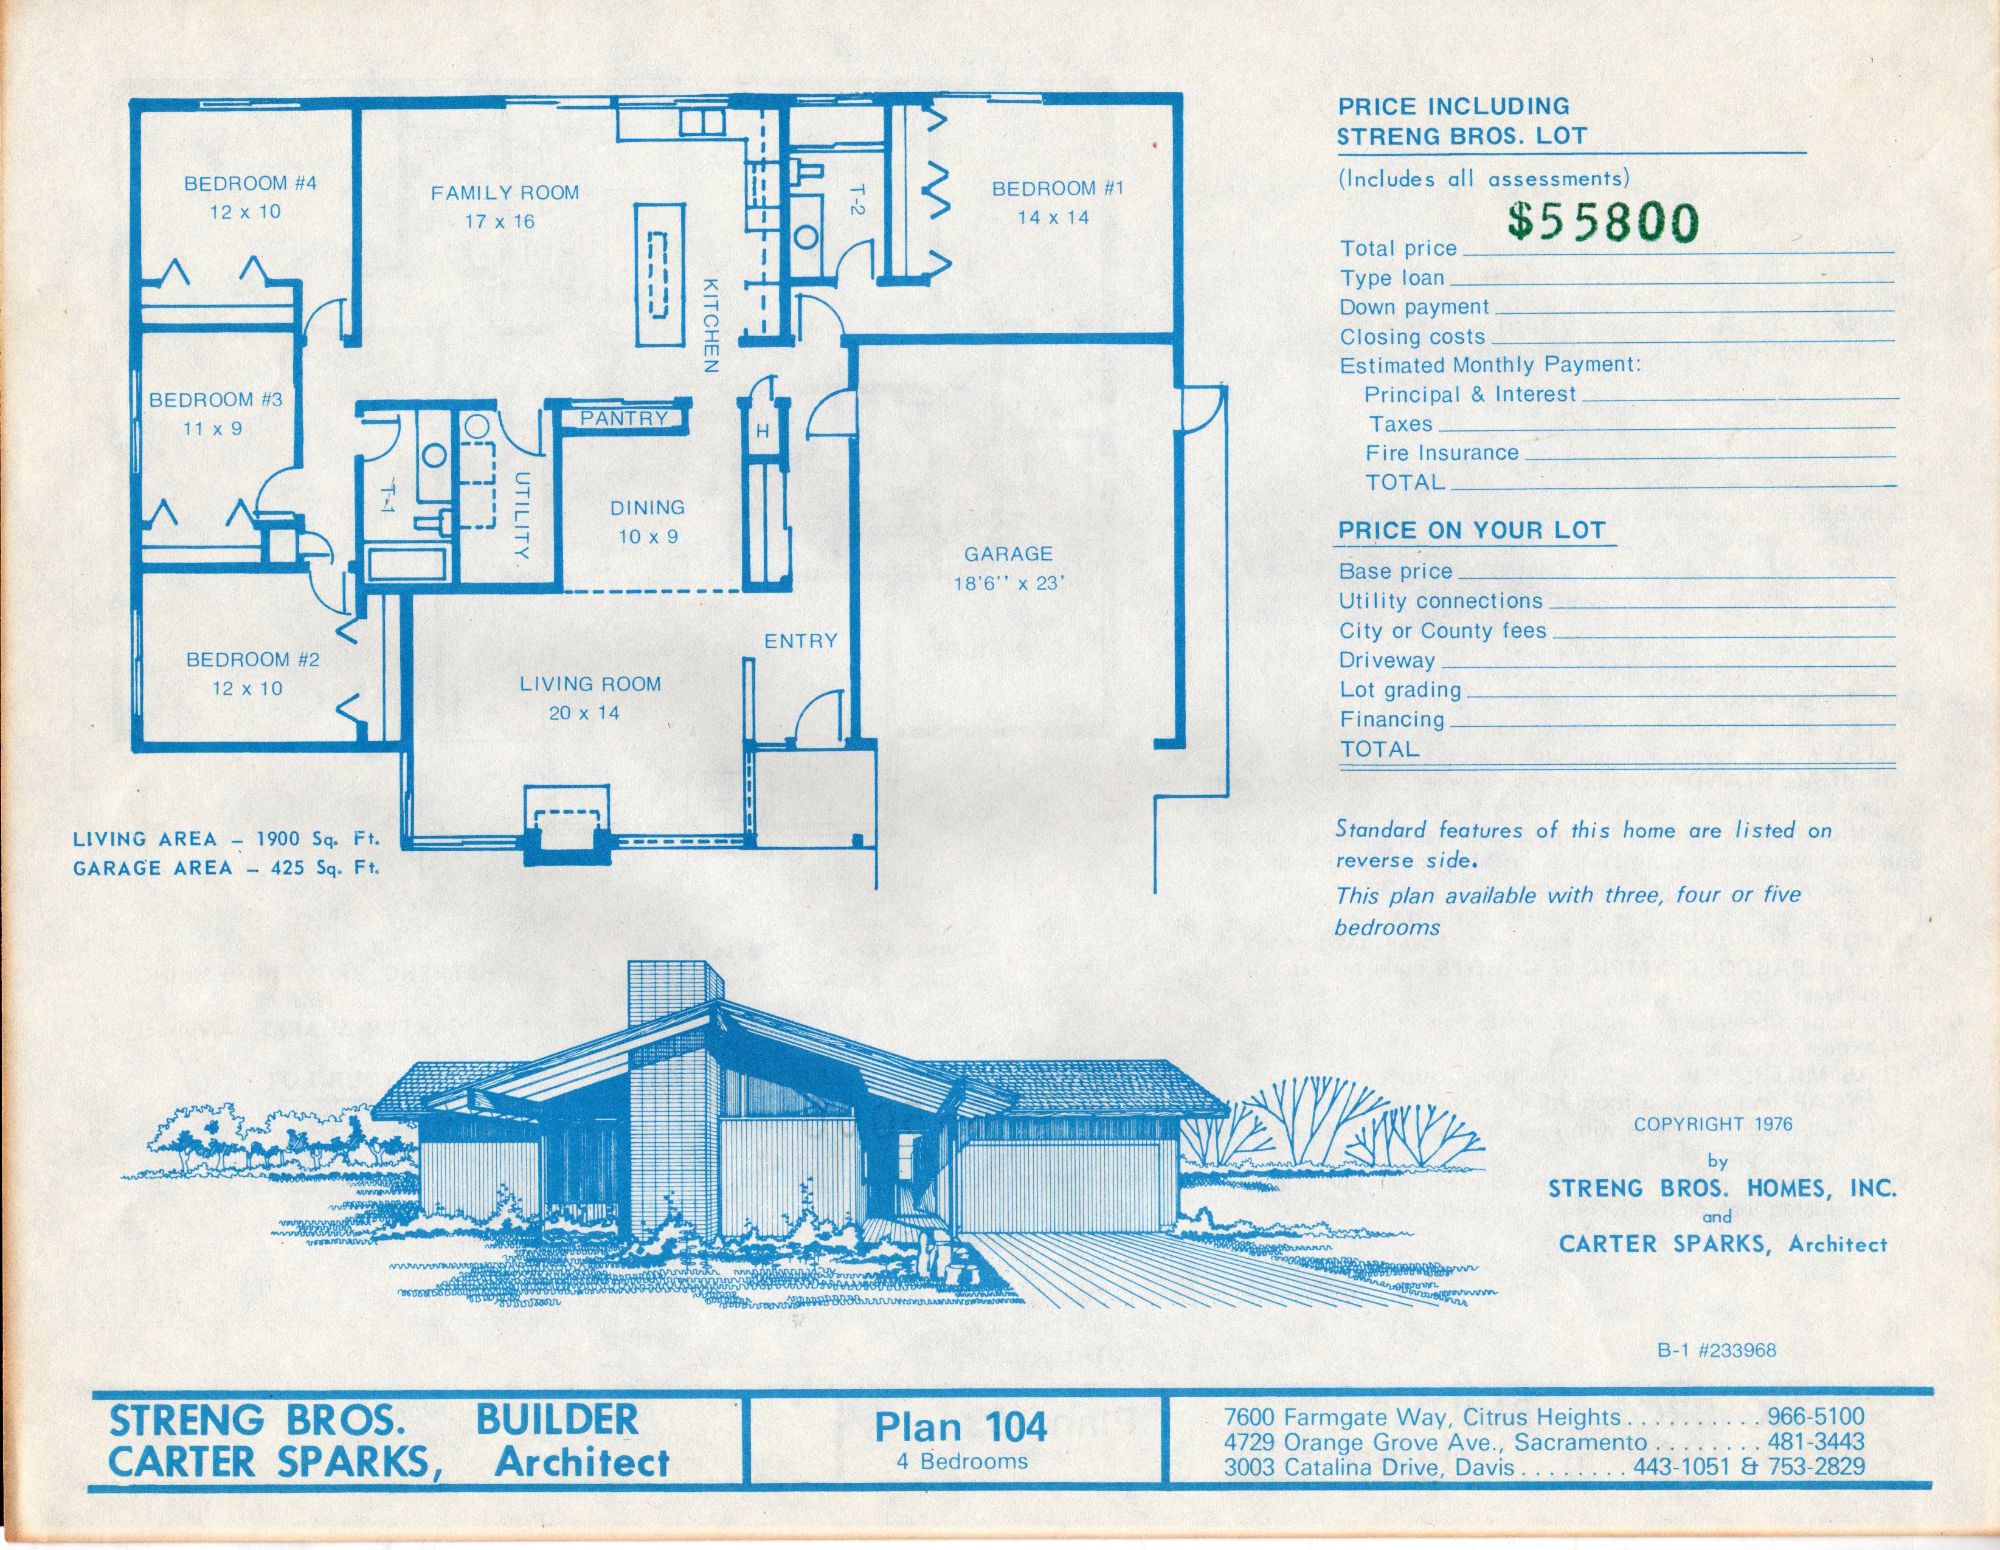 BEDROOM #4
12 x 10
FAMILY ROOM
17 x 16
KITCHEN
T-2
BEDROOM #1
14 x 14
BEDROOM #3
11 x 9
T-1
UTILITY
PANTRY
H
DINING
10 x 9
GARAGE
18'6'' x 23'
ENTRY
BEDROOM #2
12 x 10
LIVING ROOM
20 x 14
LIVING AREA – 1900 Sq. Ft.
GARAGE AREA – 425 Sq. Ft.
PRICE INCLUDING
STRENG BROS. LOT
(Includes all assessments)
$55800
Total price
Type loan
Down payment
Closing costs
Estimated Monthly Payment:
Principal & Interest
Taxes
Fire Insurance
TOTAL
PRICE ON YOUR LOT
Base price
Utility connections
City or County fees
Driveway
Lot grading
Financing
TOTAL
Standard features of this home are listed on
reverse side.
This plan available with three, four or five
bedrooms
COPYRIGHT 1976
by
STRENG BROS. HOMES, INC.
and
CARTER SPARKS, Architect
B-1 #233968
STRENG BROS. BUILDER
CARTER SPARKS, Architect
Plan 104
4 Bedrooms
7600 Farmgate Way, Citrus Heights . . . . . . . . . . 966-5100
4729 Orange Grove Ave., Sacramento . . . . . . . . 481-3443
3003 Catalina Drive, Davis . . . . . . . . 443-1051 & 753-2829